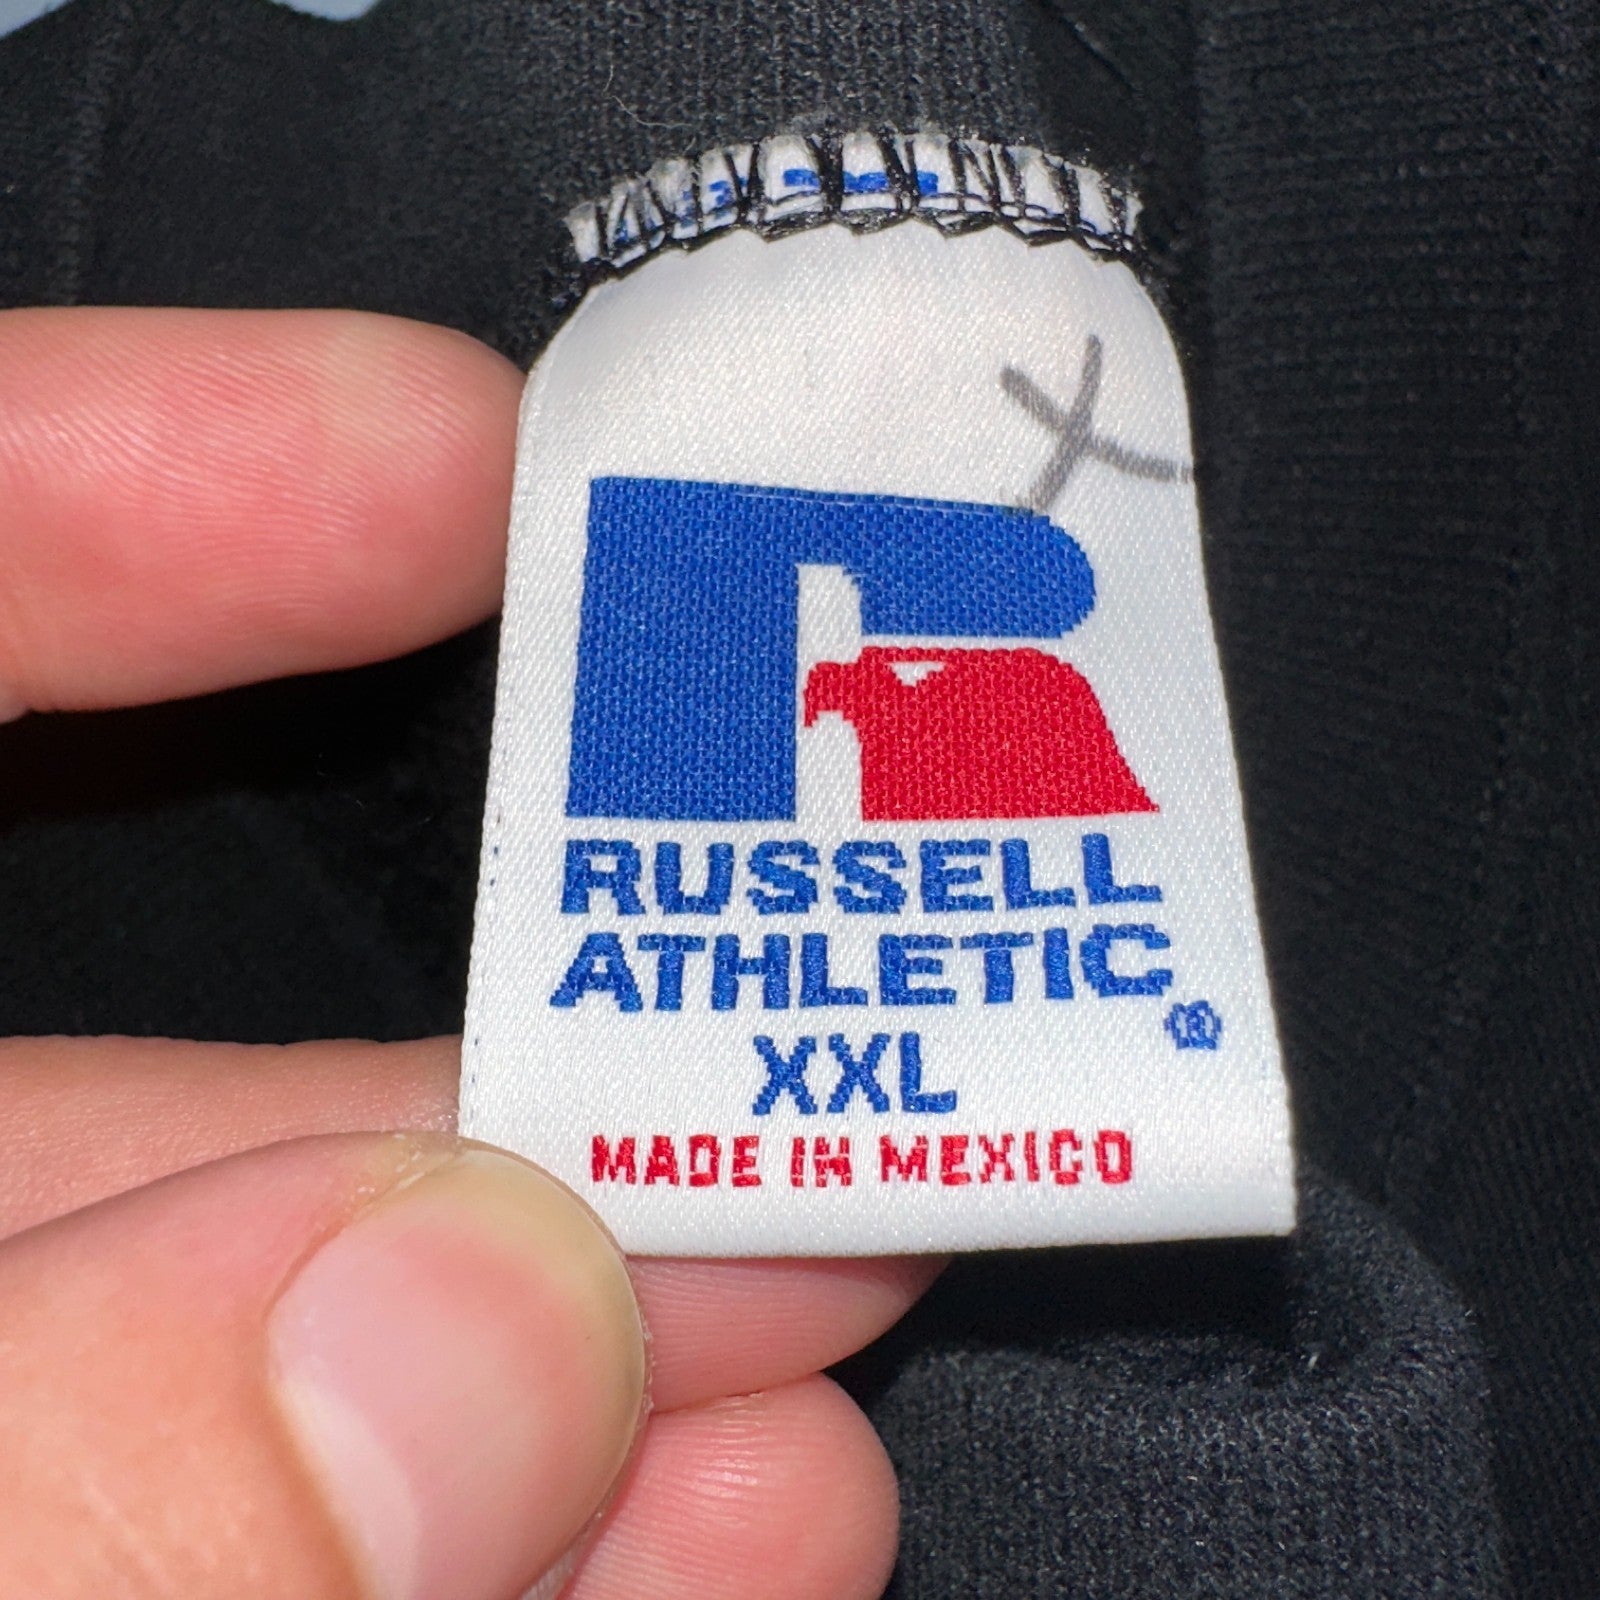 RUSSELL
ATHLETIC®
XXL
MADE IN MEXICO